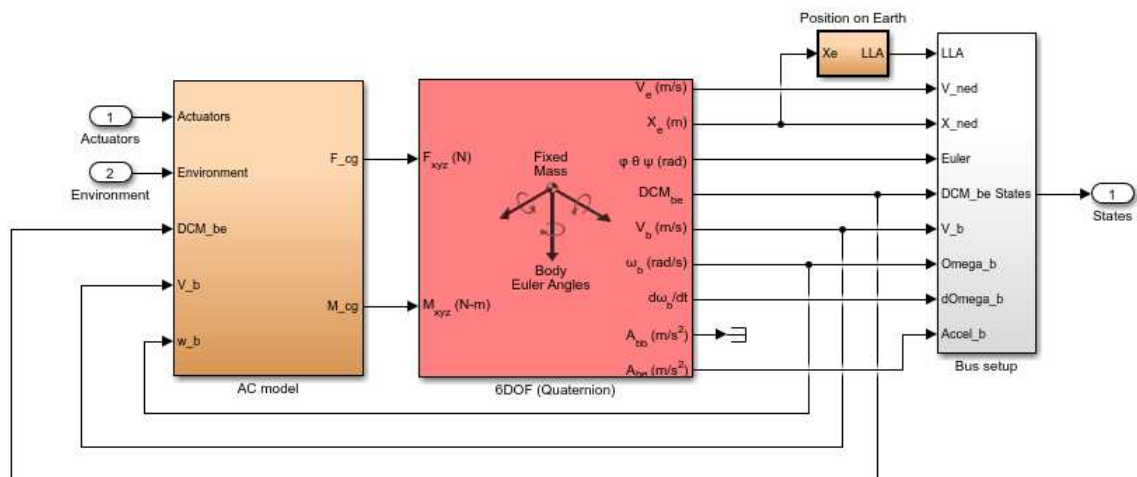 Position on Earth
Xe LLA
1
Actuators
2
Environment
Actuators
Environment
DCM_be
V_b
w_b
F_cg
M_cg
AC model
F_xyz (N)
M_xyz (N-m)
Fixed
Mass
Body
Euler Angles
V_e (m/s)
X_e (m)
φ θ ψ (rad)
DCM_be
V_b (m/s)
ω_b (rad/s)
dω_b/dt
A_bb (m/s²)
A_be (m/s²)
6DOF (Quaternion)
LLA
V_ned
X_ned
Euler
DCM_be States
V_b
Omega_b
dOmega_b
Accel_b
Bus setup
1
States